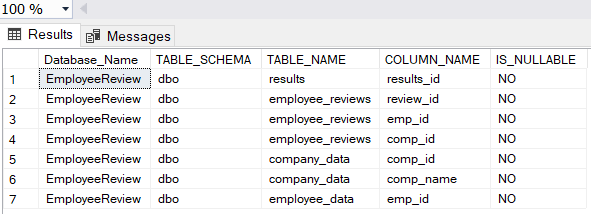 100 %
Results Messages
Database_Name TABLE_SCHEMA TABLE_NAME COLUMN_NAME IS_NULLABLE
1 EmployeeReview dbo results results_id NO
2 EmployeeReview dbo employee_reviews review_id NO
3 EmployeeReview dbo employee_reviews emp_id NO
4 EmployeeReview dbo employee_reviews comp_id NO
5 EmployeeReview dbo company_data comp_id NO
6 EmployeeReview dbo company_data comp_name NO
7 EmployeeReview dbo employee_data emp_id NO